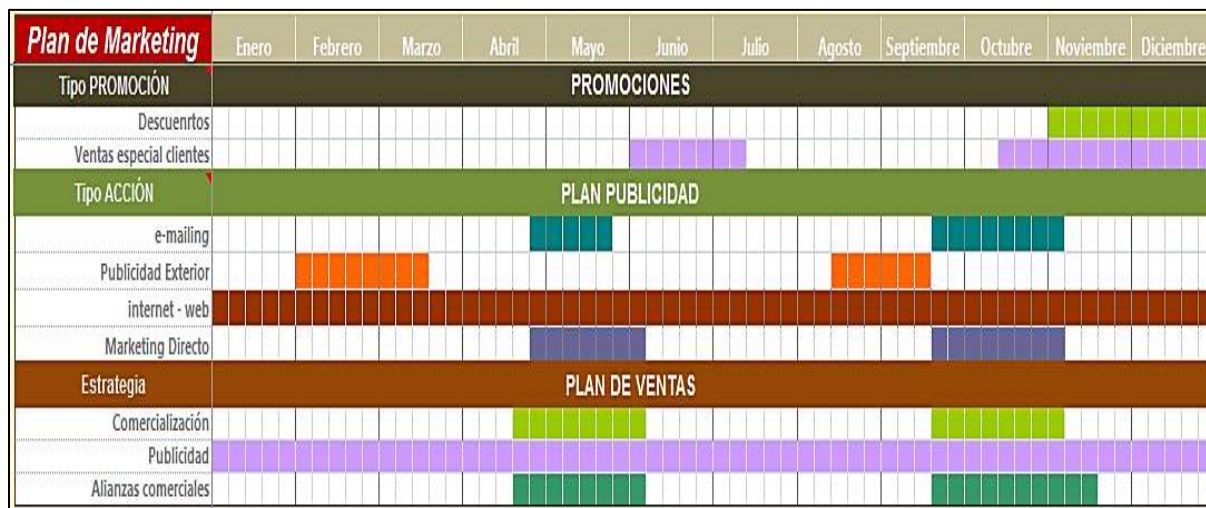 Plan de Marketing Enero Febrero Marzo Abril Mayo Junio Julio Agosto Septiembre Octubre Noviembre Diciembre
Tipo PROMOCIÓN PROMOCIONES
Descuenrtos
Ventas especial clientes
Tipo ACCIÓN PLAN PUBLICIDAD
e-mailing
Publicidad Exterior
internet - web
Marketing Directo
Estrategia PLAN DE VENTAS
Comercialización
Publicidad
Alianzas comerciales